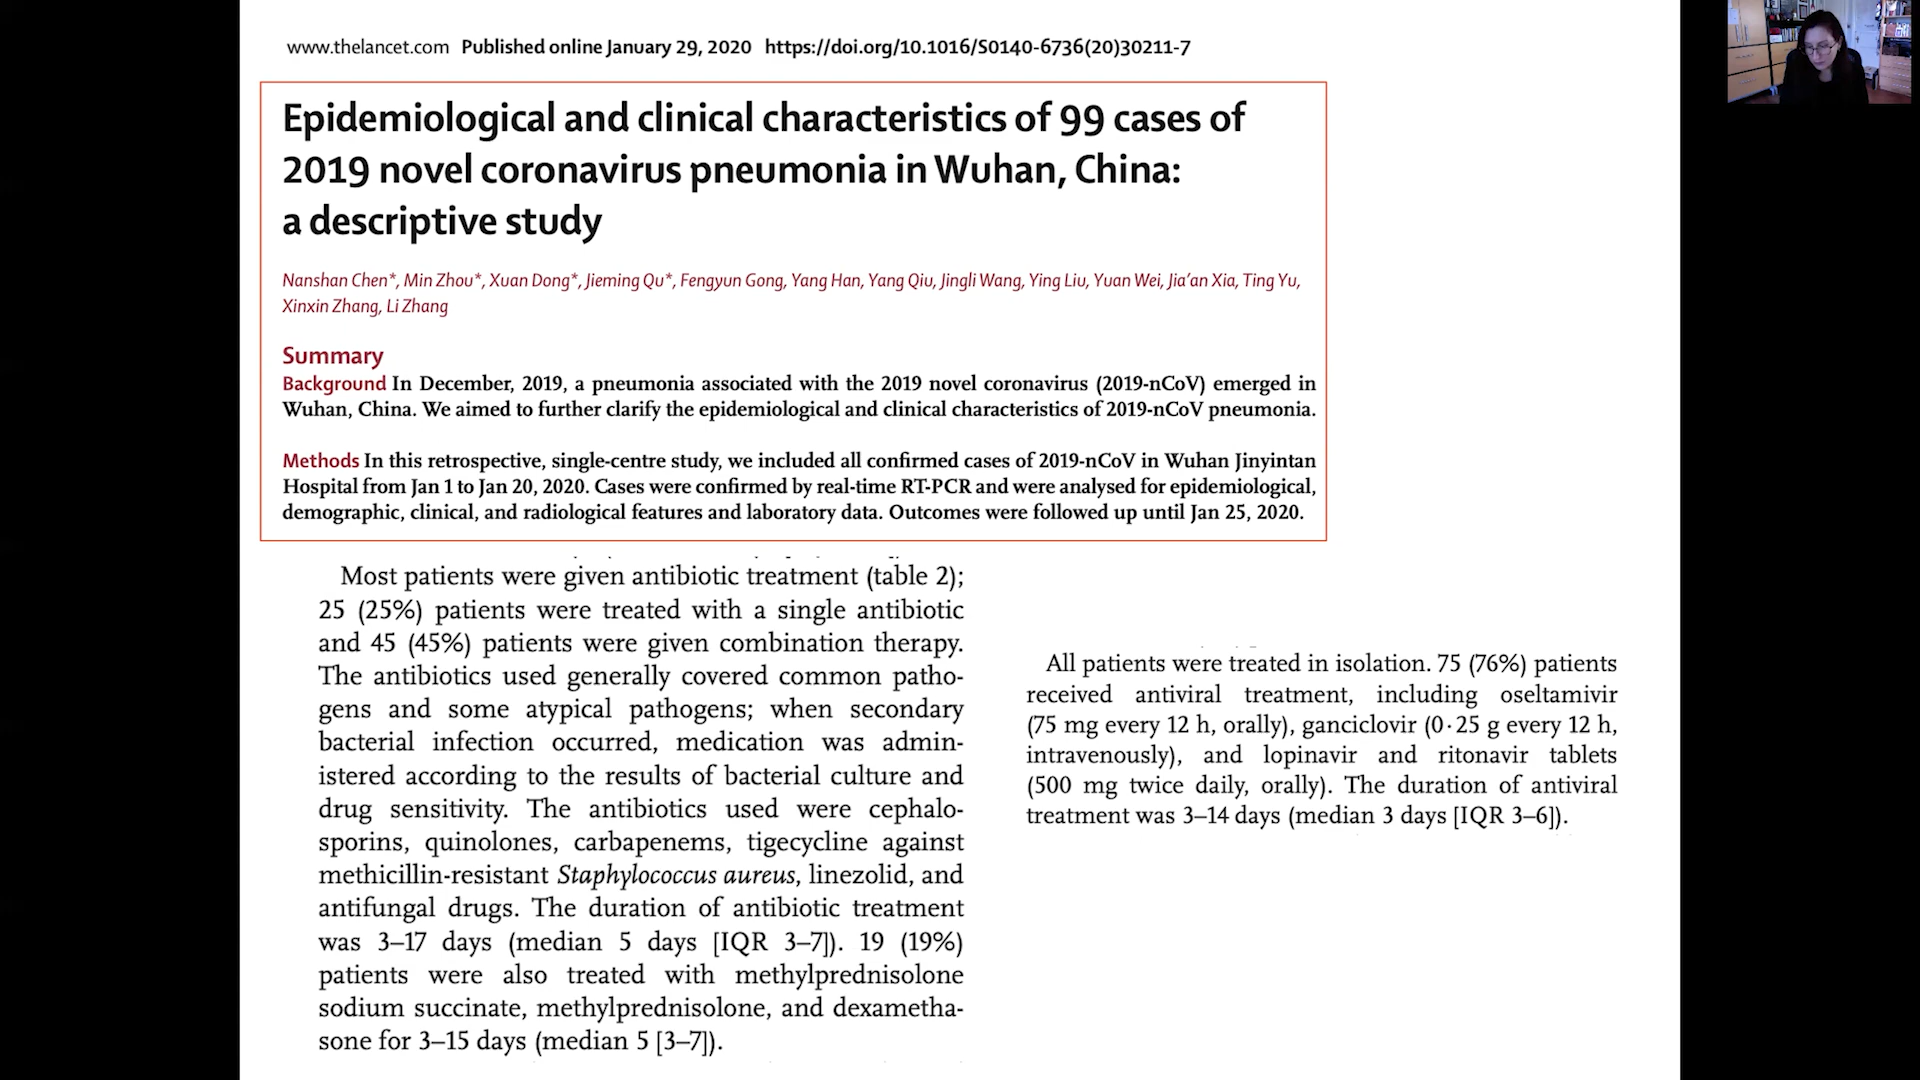 www.thelancet.com Published online January 29, 2020 https://doi.org/10.1016/S0140-6736(20)30211-7
Epidemiological and clinical characteristics of 99 cases of
2019 novel coronavirus pneumonia in Wuhan, China:
a descriptive study
Nanshan Chen*, Min Zhou*, Xuan Dong*, Jieming Qu*, Fengyun Gong, Yang Han, Yang Qiu, Jingli Wang, Ying Liu, Yuan Wei, Jia'an Xia, Ting Yu,
Xinxin Zhang, Li Zhang
Summary
Background In December, 2019, a pneumonia associated with the 2019 novel coronavirus (2019-nCoV) emerged in
Wuhan, China. We aimed to further clarify the epidemiological and clinical characteristics of 2019-nCoV pneumonia.
Methods In this retrospective, single-centre study, we included all confirmed cases of 2019-nCoV in Wuhan Jinyintan
Hospital from Jan 1 to Jan 20, 2020. Cases were confirmed by real-time RT-PCR and were analysed for epidemiological,
demographic, clinical, and radiological features and laboratory data. Outcomes were followed up until Jan 25, 2020.
Most patients were given antibiotic treatment (table 2);
25 (25%) patients were treated with a single antibiotic
and 45 (45%) patients were given combination therapy.
The antibiotics used generally covered common patho-
gens and some atypical pathogens; when secondary
bacterial infection occurred, medication was admin-
istered according to the results of bacterial culture and
drug sensitivity. The antibiotics used were cephalo-
sporins, quinolones, carbapenems, tigecycline against
methicillin-resistant Staphylococcus aureus, linezolid, and
antifungal drugs. The duration of antibiotic treatment
was 3–17 days (median 5 days [IQR 3–7]). 19 (19%)
patients were also treated with methylprednisolone
sodium succinate, methylprednisolone, and dexametha-
sone for 3–15 days (median 5 [3–7]).
All patients were treated in isolation. 75 (76%) patients
received antiviral treatment, including oseltamivir
(75 mg every 12 h, orally), ganciclovir (0·25 g every 12 h,
intravenously), and lopinavir and ritonavir tablets
(500 mg twice daily, orally). The duration of antiviral
treatment was 3–14 days (median 3 days [IQR 3–6]).